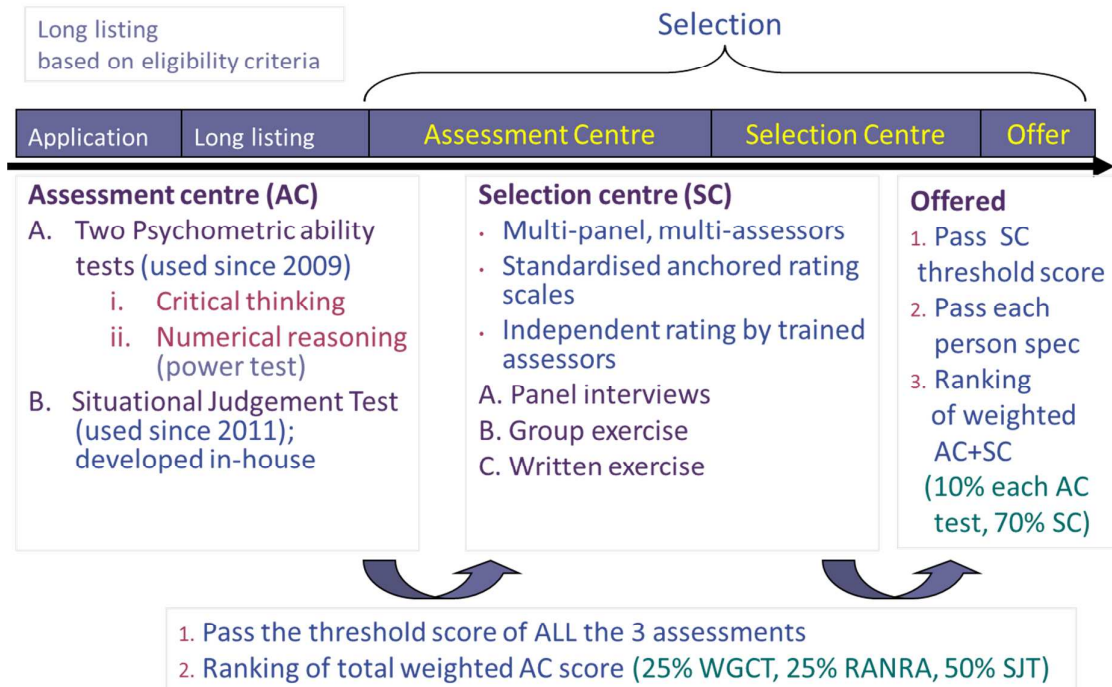 Long listing
based on eligibility criteria
Selection
Application
Long listing
Assessment Centre
Selection Centre
Offer
Assessment centre (AC)
A. Two Psychometric ability
tests (used since 2009)
i. Critical thinking
ii. Numerical reasoning
(power test)
B. Situational Judgement Test
(used since 2011);
developed in-house
Selection centre (SC)
· Multi-panel, multi-assessors
· Standardised anchored rating
scales
· Independent rating by trained
assessors
A. Panel interviews
B. Group exercise
C. Written exercise
Offered
1. Pass SC
threshold score
2. Pass each
person spec
3. Ranking
of weighted
AC+SC
(10% each AC
test, 70% SC)
1. Pass the threshold score of ALL the 3 assessments
2. Ranking of total weighted AC score (25% WGCT, 25% RANRA, 50% SJT)